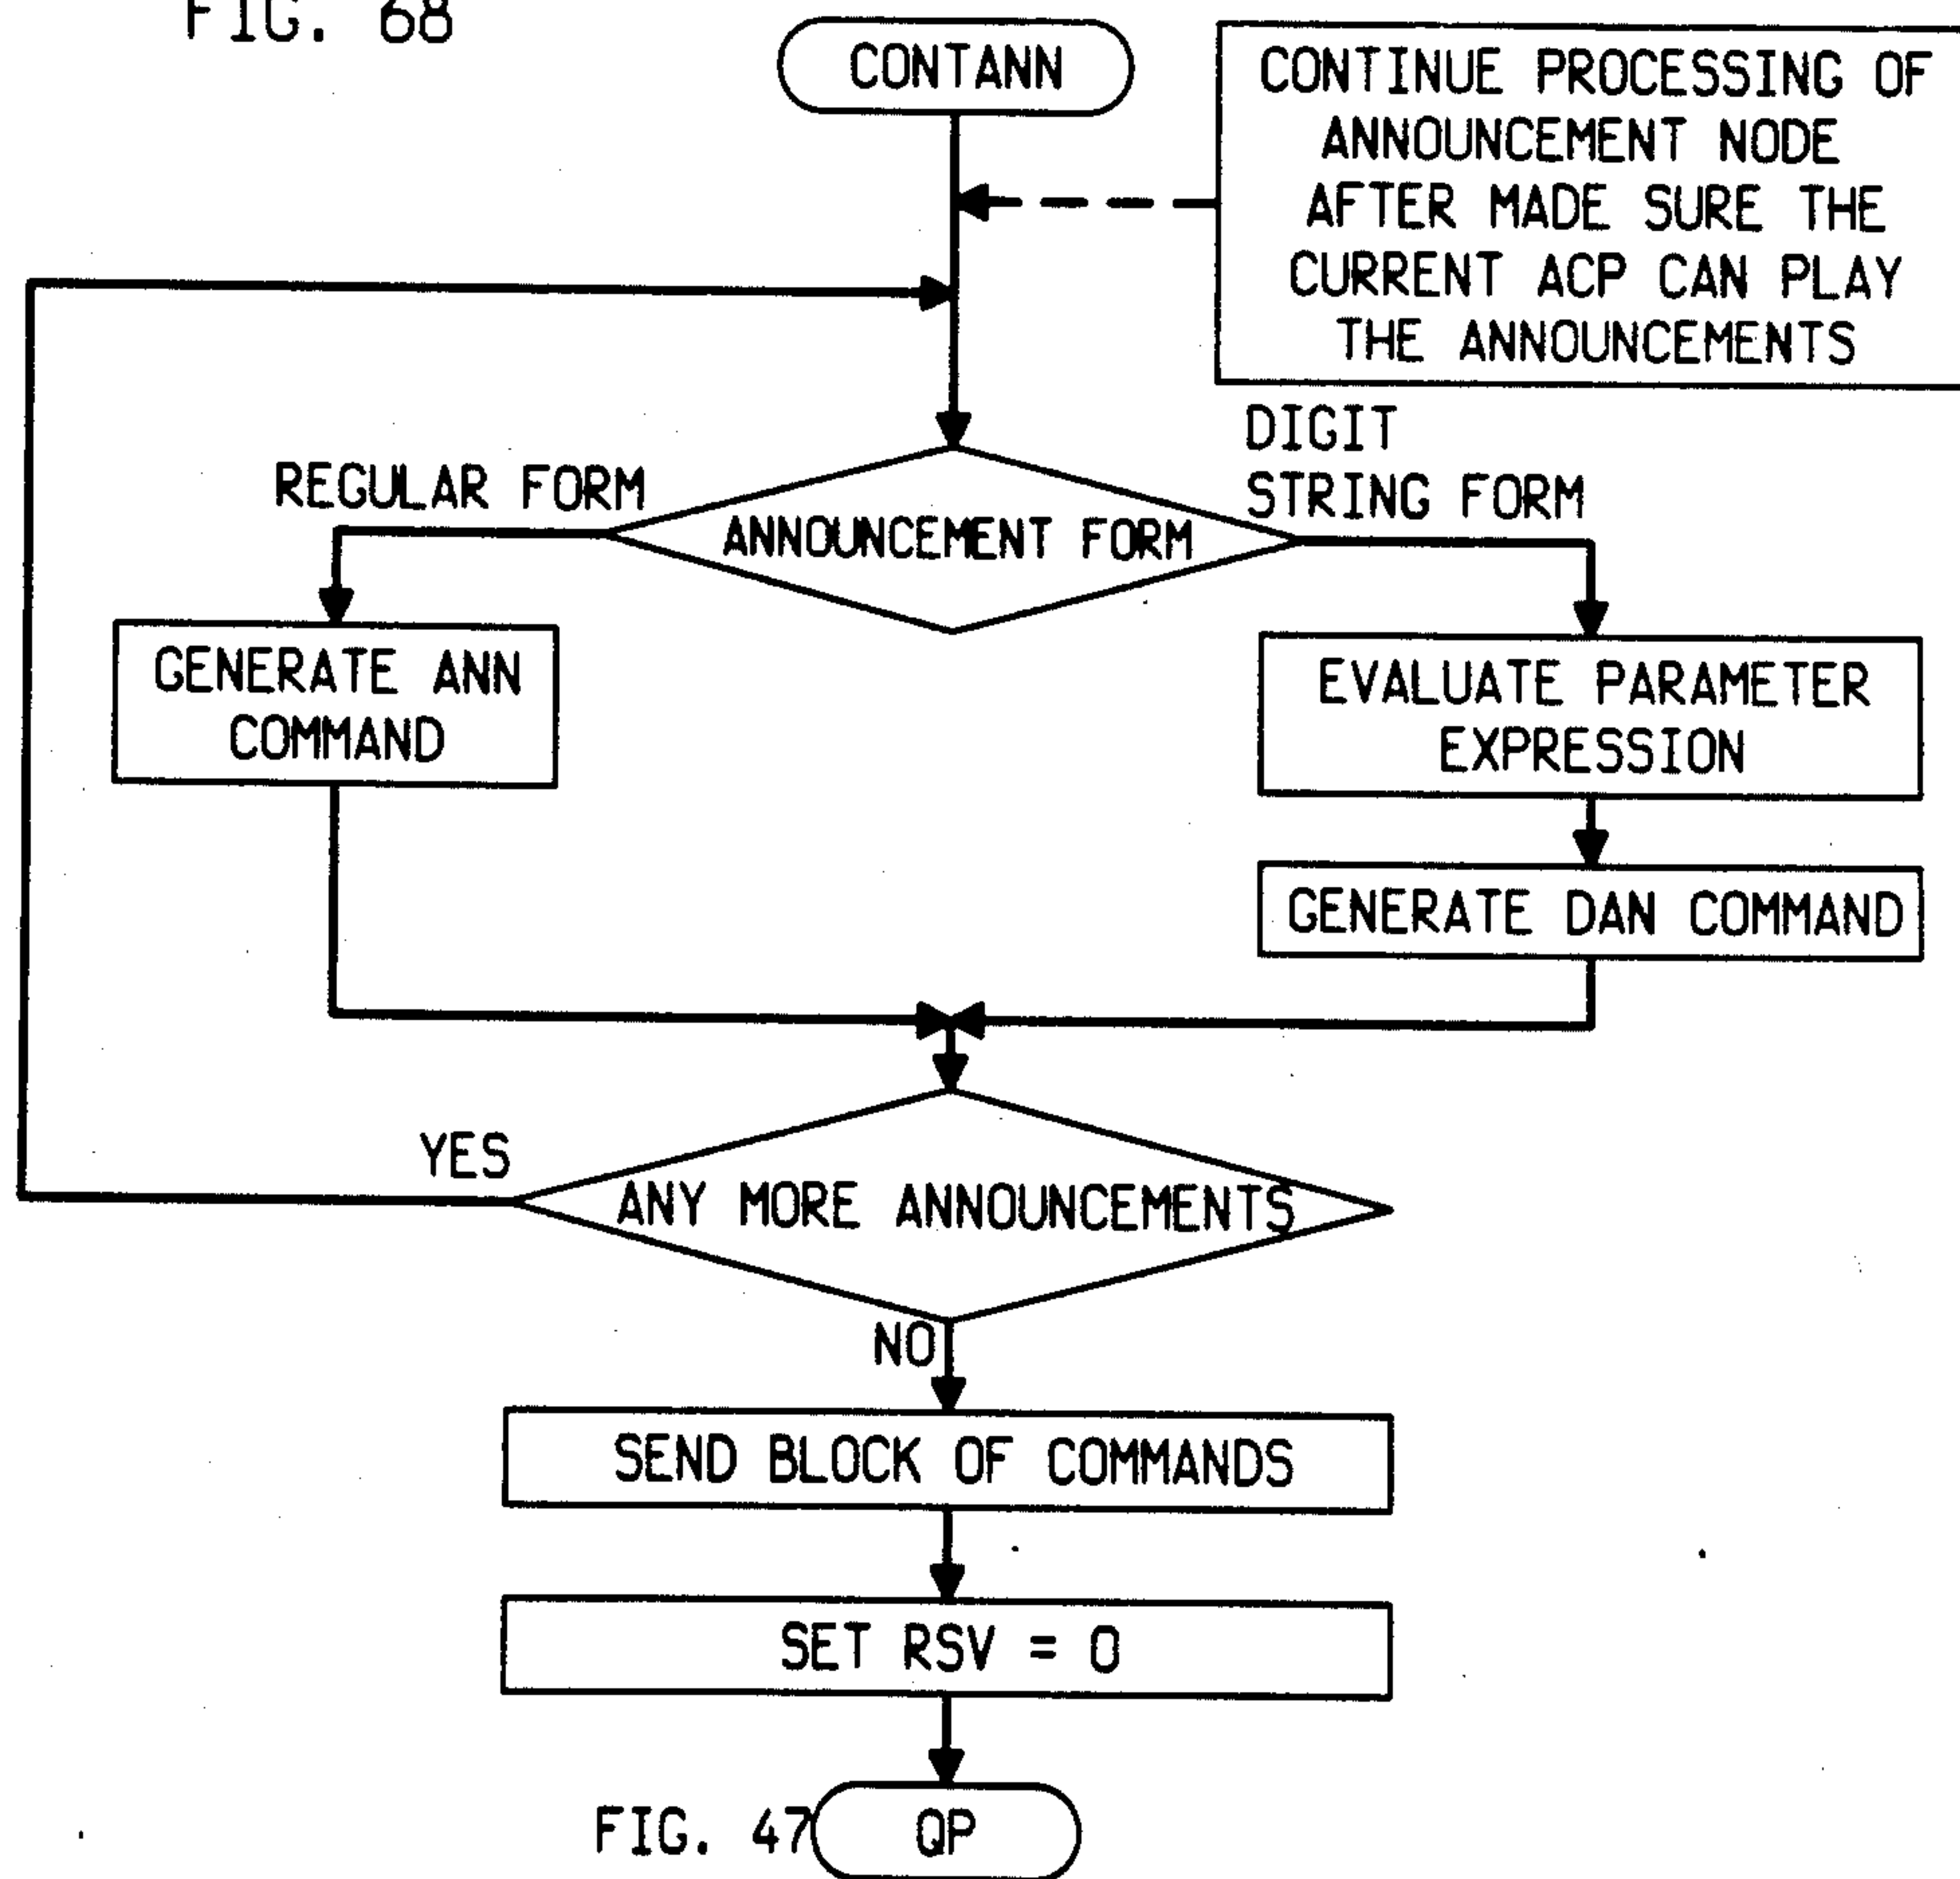 FIG. 68
CONTANN
CONTINUE PROCESSING OF
ANNOUNCEMENT NODE
AFTER MADE SURE THE
CURRENT ACP CAN PLAY
THE ANNOUNCEMENTS
DIGIT
STRING FORM
REGULAR FORM
ANNOUNCEMENT FORM
GENERATE ANN
COMMAND
EVALUATE PARAMETER
EXPRESSION
GENERATE DAN COMMAND
YES
ANY MORE ANNOUNCEMENTS
NO
SEND BLOCK OF COMMANDS
SET RSV = 0
FIG. 47
QP